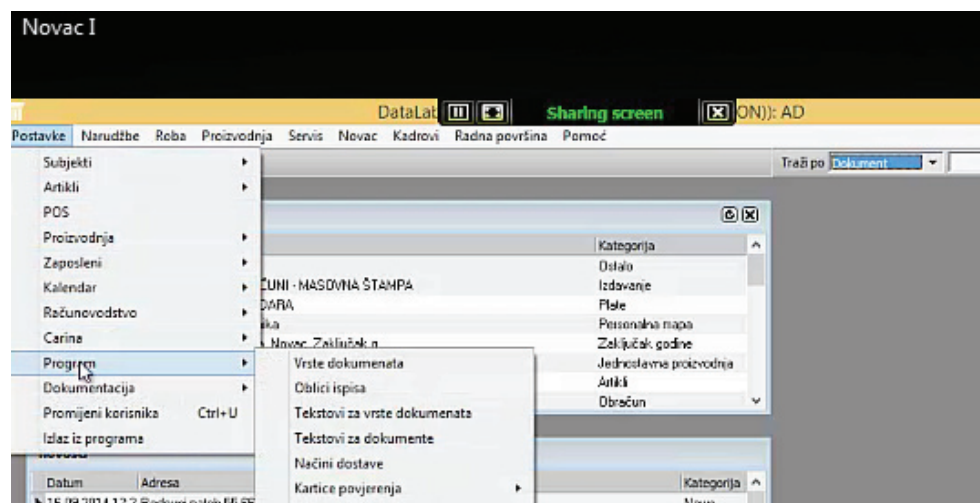 Novac I
DataLab Sharing screen ON)): AD
Postavke Narudžbe Roba Proizvodnja Servis Novac Kadrovi Radna površina Pomoć
Subjekti
Traži po Dokument
Artikli
POS
Proizvodnja
Kategorija
Zaposleni
Ostalo
Kalendar
ČUNI - MASOVNA ŠTAMPA Izdavanje
DARA Plate
Računovodstvo
ika Personalna mapa
Carina
Novac, Zaključak g Zaključak godine
Program
Vrste dokumenata
Jednostavna proizvodnja
Dokumentacija
Oblici ispisa
Artikli
Promijeni korisnika Ctrl+U
Tekstovi za vrste dokumenata
Obračun
Izlaz iz programa
Tekstovi za dokumente
Načini dostave
Datum Adresa
Kartice povjerenja
Kategorija